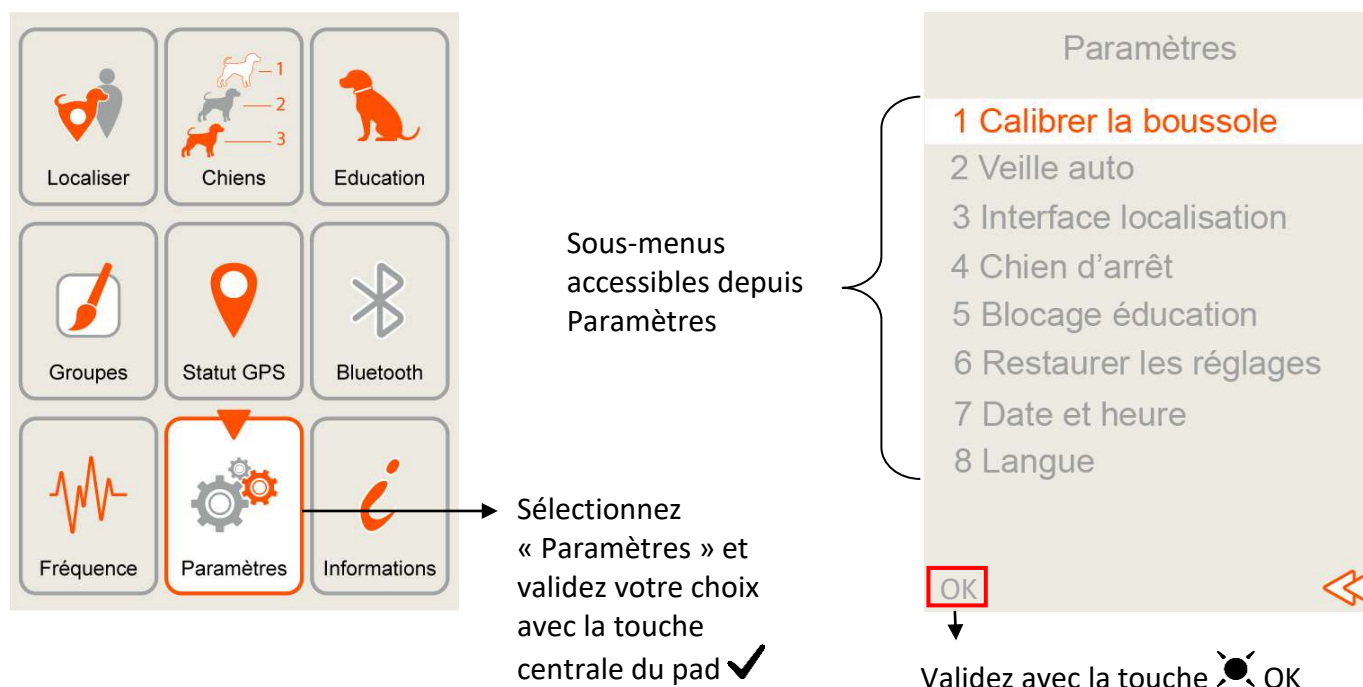 1
2
3
Localiser
Chiens
Education
Groupes
Statut GPS
Bluetooth
Fréquence
Paramètres
Informations
Sélectionnez
« Paramètres » et
validez votre choix
avec la touche
centrale du pad ✔
Sous-menus
accessibles depuis
Paramètres
Paramètres
1 Calibrer la boussole
2 Veille auto
3 Interface localisation
4 Chien d’arrêt
5 Blocage éducation
6 Restaurer les réglages
7 Date et heure
8 Langue
OK
Validez avec la touche OK